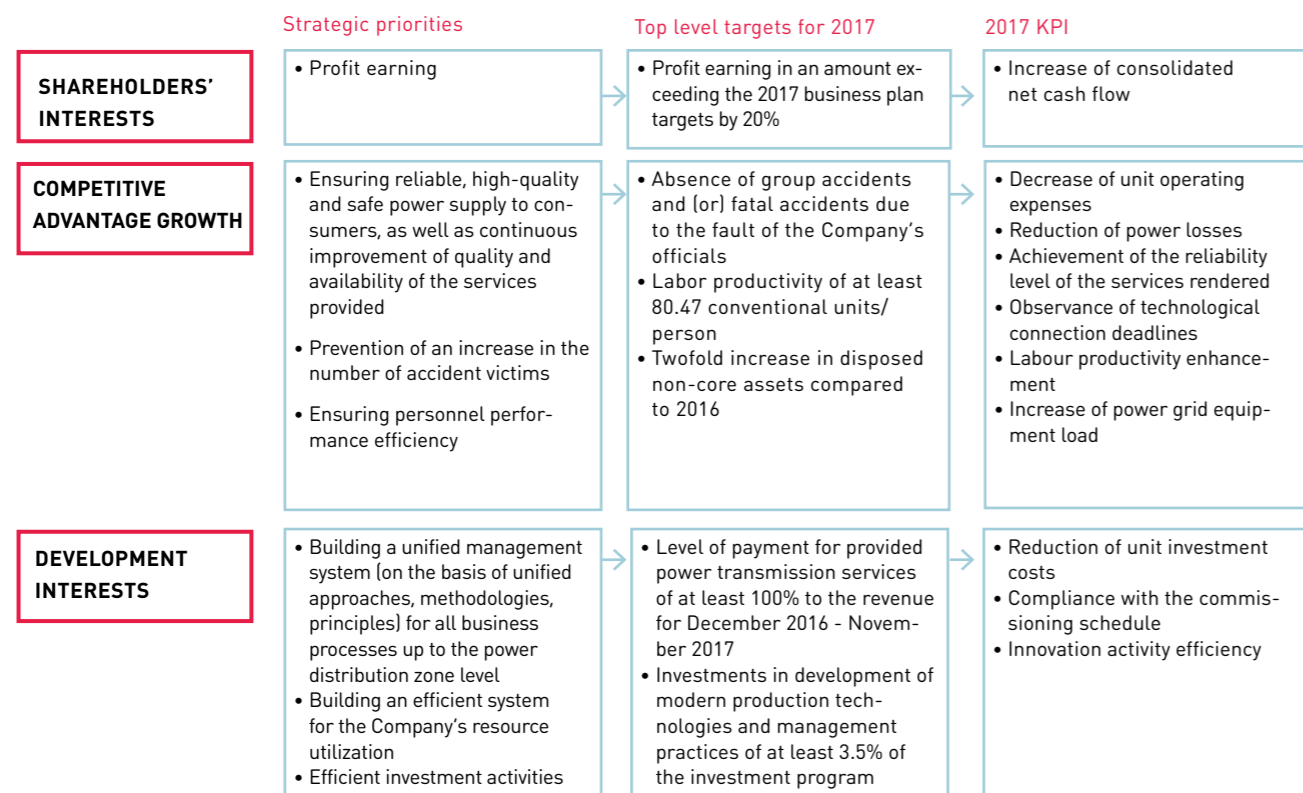 Strategic priorities
Top level targets for 2017
2017 KPI
SHAREHOLDERS'
INTERESTS
• Profit earning
• Profit earning in an amount ex-
ceeding the 2017 business plan
targets by 20%
• Increase of consolidated
net cash flow
COMPETITIVE
ADVANTAGE GROWTH
• Ensuring reliable, high-quality
and safe power supply to con-
sumers, as well as continuous
improvement of quality and
availability of the services
provided
• Prevention of an increase in the
number of accident victims
• Ensuring personnel perfor-
mance efficiency
• Absence of group accidents
and (or) fatal accidents due
to the fault of the Company's
officials
• Labor productivity of at least
80.47 conventional units/
person
• Twofold increase in disposed
non-core assets compared
to 2016
• Decrease of unit operating
expenses
• Reduction of power losses
• Achievement of the reliability
level of the services rendered
• Observance of technological
connection deadlines
• Labour productivity enhance-
ment
• Increase of power grid equip-
ment load
DEVELOPMENT
INTERESTS
• Building a unified management
system (on the basis of unified
approaches, methodologies,
principles) for all business
processes up to the power
distribution zone level
• Building an efficient system
for the Company's resource
utilization
• Efficient investment activities
• Level of payment for provided
power transmission services
of at least 100% to the revenue
for December 2016 - Novem-
ber 2017
• Investments in development of
modern production tech-
nologies and management
practices of at least 3.5% of
the investment program
• Reduction of unit investment
costs
• Compliance with the commis-
sioning schedule
• Innovation activity efficiency